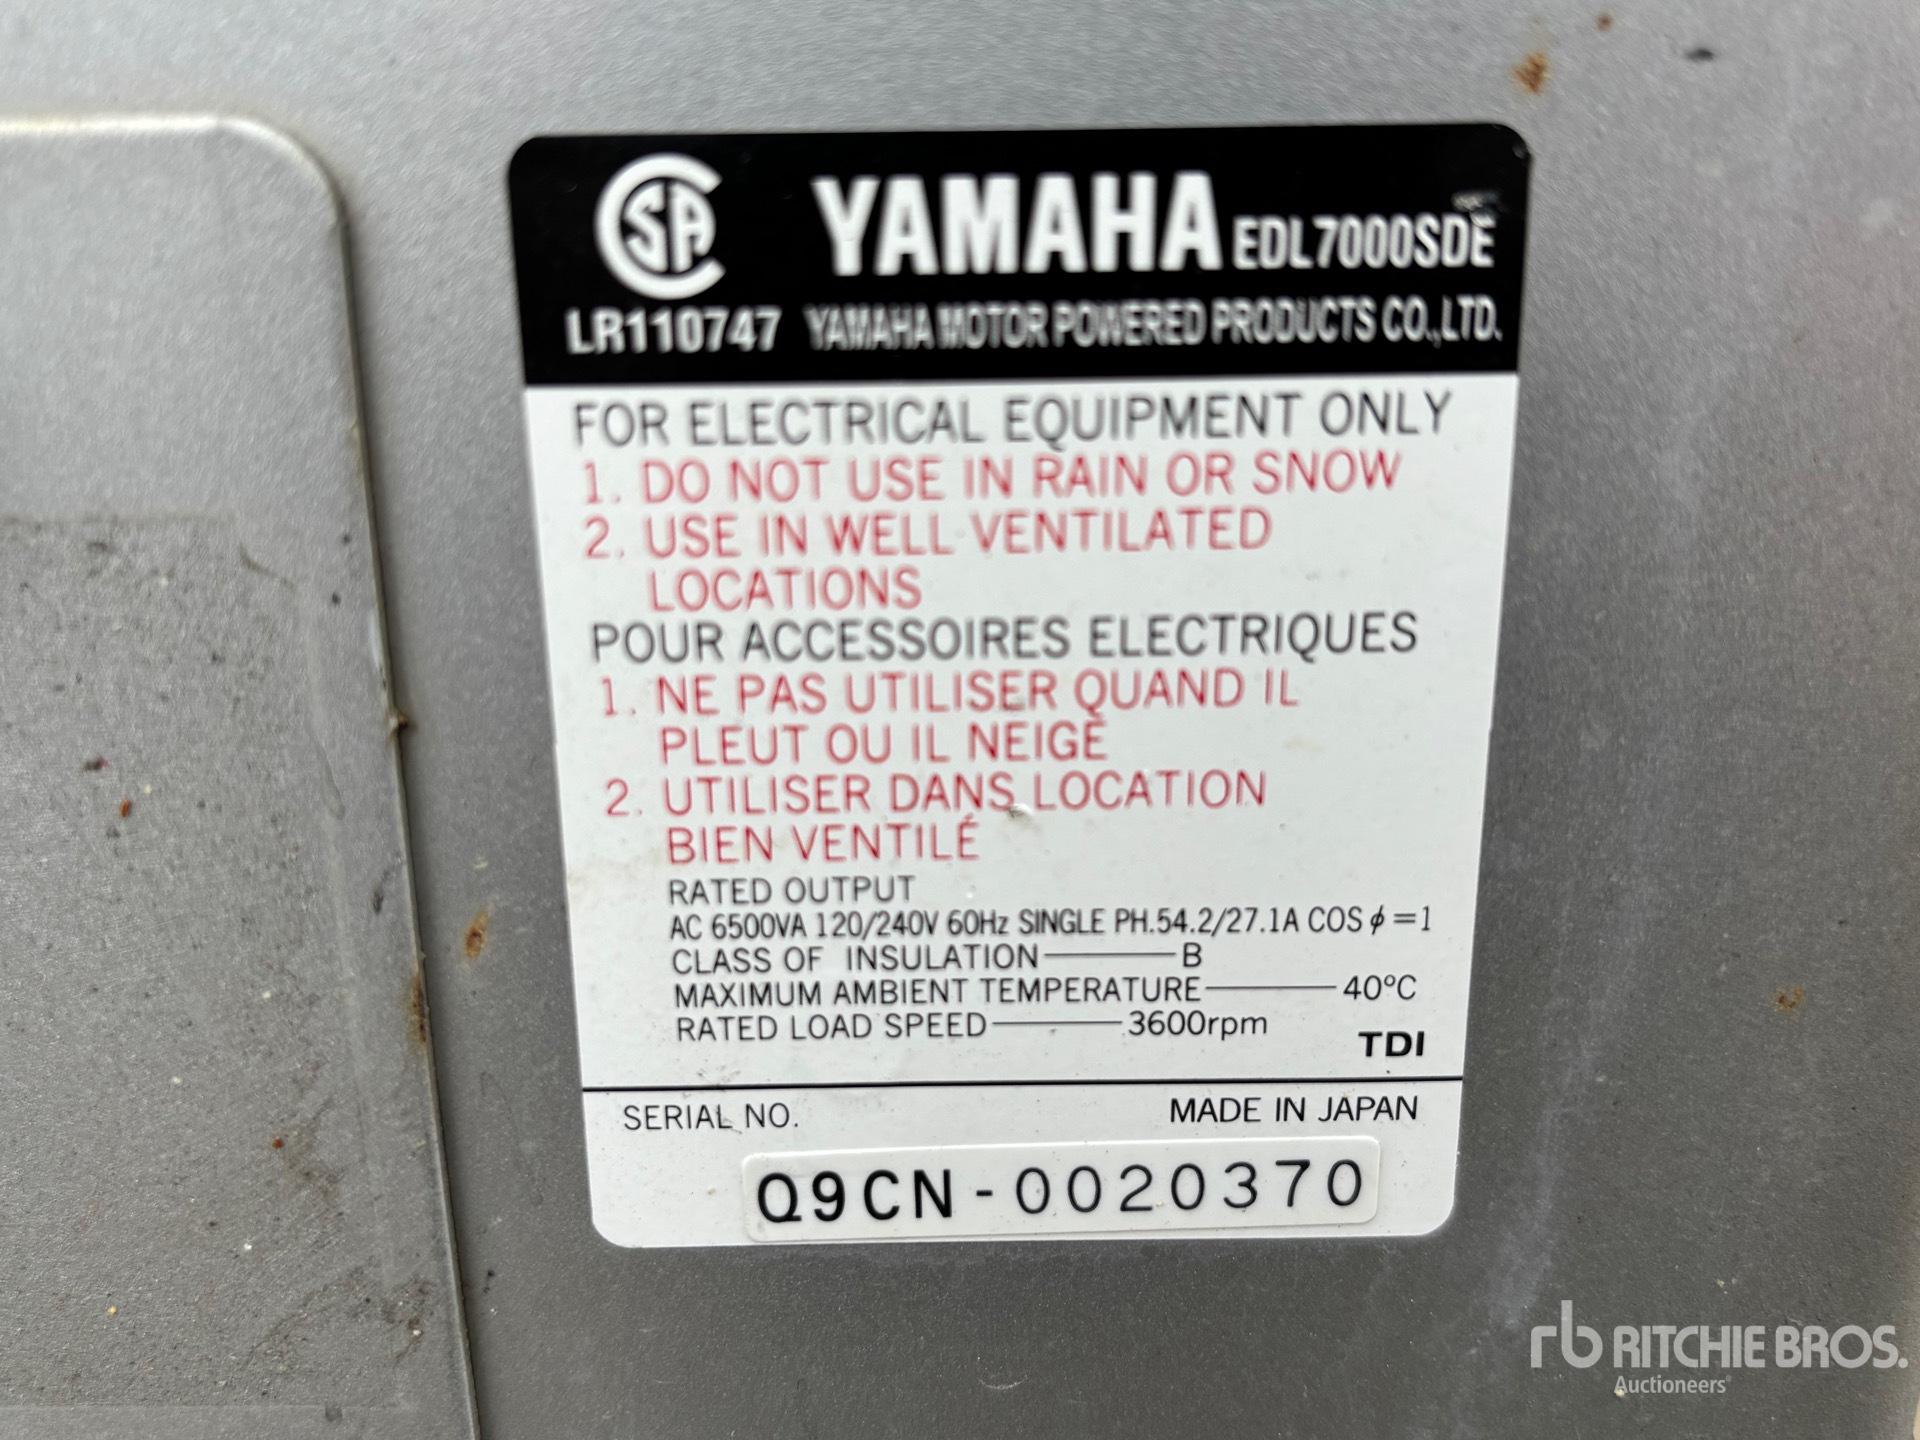 CSA YAMAHA EDL7000SDE
LR110747 YAMAHA MOTOR POWERED PRODUCTS CO.,LTD.
FOR ELECTRICAL EQUIPMENT ONLY
1. DO NOT USE IN RAIN OR SNOW
2. USE IN WELL VENTILATED
LOCATIONS
POUR ACCESSOIRES ELECTRIQUES
1. NE PAS UTILISER QUAND IL
PLEUT OU IL NEIGÉ
2. UTILISER DANS LOCATION
BIEN VENTILÉ
RATED OUTPUT
AC 6500VA 120/240V 60Hz SINGLE PH.54.2/27.1A COS ϕ =1
CLASS OF INSULATION B
MAXIMUM AMBIENT TEMPERATURE 40°C
RATED LOAD SPEED 3600rpm
TDI
SERIAL NO. MADE IN JAPAN
Q9CN-0020370
rb RITCHIE BROS.
Auctioneers